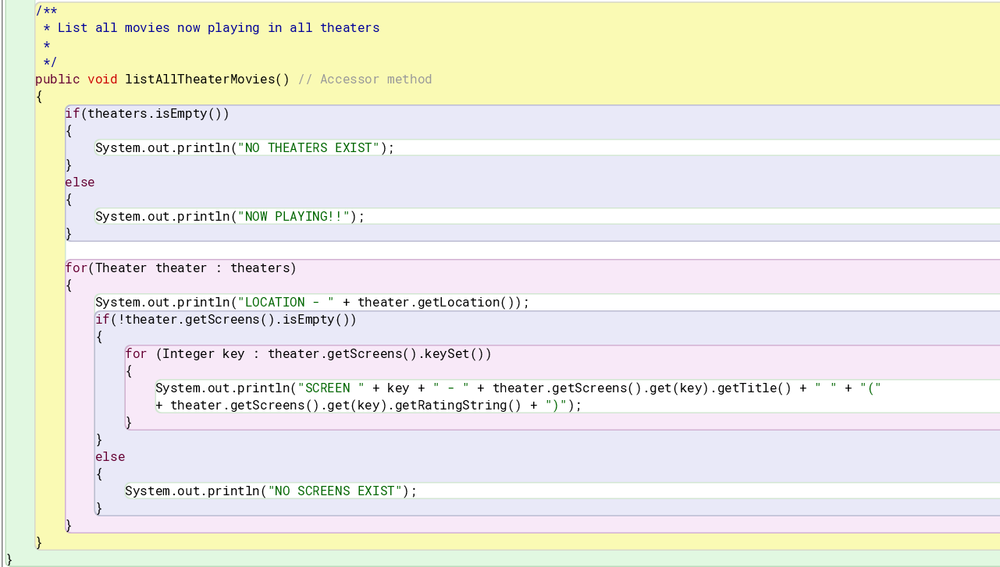 /**
 * List all movies now playing in all theaters
 *
 */
public void listAllTheaterMovies() // Accessor method
{
    if(theaters.isEmpty())
    {
        System.out.println("NO THEATERS EXIST");
    }
    else
    {
        System.out.println("NOW PLAYING!!");
    }

    for(Theater theater : theaters)
    {
        System.out.println("LOCATION - " + theater.getLocation());
        if(!theater.getScreens().isEmpty())
        {
            for (Integer key : theater.getScreens().keySet())
            {
                System.out.println("SCREEN " + key + " - " + theater.getScreens().get(key).getTitle() + " " + "("
                + theater.getScreens().get(key).getRatingString() + ")");
            }
        }
        else
        {
            System.out.println("NO SCREENS EXIST");
        }
    }
}
}